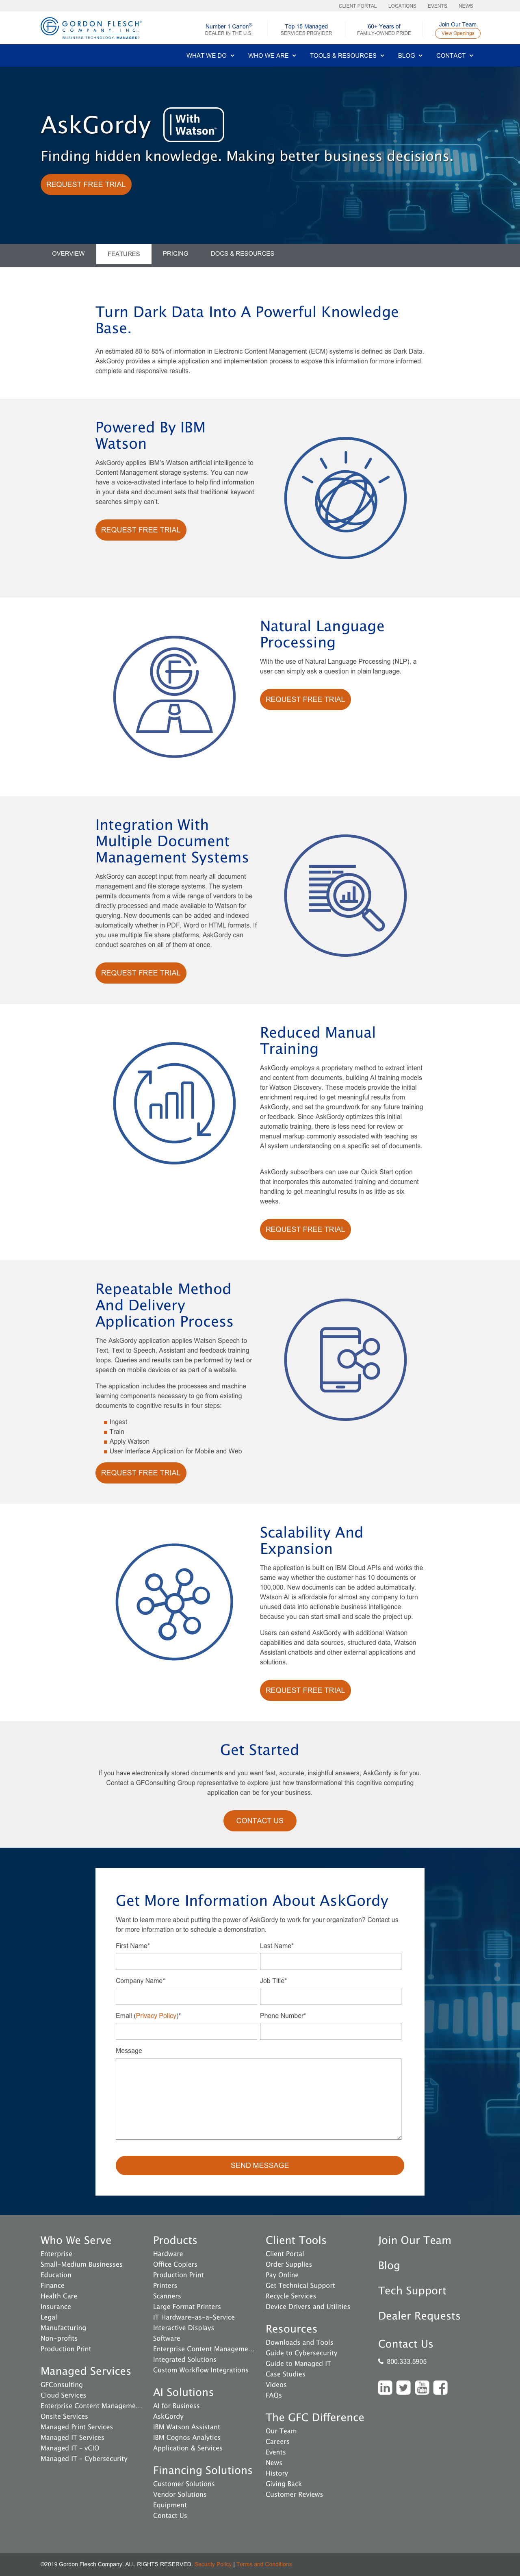 CLIENT PORTAL LOCATIONS EVENTS NEWS
GORDON FLESCH®
COMPANY, INC.
BUSINESS TECHNOLOGY MANAGED®
Number 1 Canon®
DEALER IN THE U.S.
Top 15 Managed
SERVICES PROVIDER
60+ Years of
FAMILY-OWNED PRIDE
Join Our Team
View Openings
WHAT WE DO WHO WE ARE TOOLS & RESOURCES BLOG CONTACT
AskGordy
With
Watson
Finding hidden knowledge. Making better business decisions.
REQUEST FREE TRIAL
OVERVIEW FEATURES PRICING DOCS & RESOURCES
Turn Dark Data Into A Powerful Knowledge
Base.
An estimated 80 to 85% of information in Electronic Content Management (ECM) systems is defined as Dark Data.
AskGordy provides a simple application and implementation process to expose this information for more informed,
complete and responsive results.
Powered By IBM
Watson
AskGordy applies IBM's Watson artificial intelligence to
Content Management storage systems. You can now
have a voice-activated interface to help find information
in your data and document sets that traditional keyword
searches simply can't.
REQUEST FREE TRIAL
Natural Language
Processing
With the use of Natural Language Processing (NLP), a
user can simply ask a question in plain language.
REQUEST FREE TRIAL
Integration With
Multiple Document
Management Systems
AskGordy can accept input from nearly all document
management and file storage systems. The system
permits documents from a wide range of vendors to be
directly processed and made available to Watson for
querying. New documents can be added and indexed
automatically whether in PDF, Word or HTML formats. If
you use multiple file share platforms, AskGordy can
conduct searches on all of them at once.
REQUEST FREE TRIAL
Reduced Manual
Training
AskGordy employs a proprietary method to extract intent
and content from documents, building AI training models
for Watson Discovery. These models provide the initial
enrichment required to get meaningful results from
AskGordy, and set the groundwork for any future training
or feedback. Since AskGordy optimizes this initial
automatic training, there is less need for review or
manual markup commonly associated with teaching as
AI system understanding on a specific set of documents.
AskGordy subscribers can use our Quick Start option
that incorporates this automated training and document
handling to get meaningful results in as little as six
weeks.
REQUEST FREE TRIAL
Repeatable Method
And Delivery
Application Process
The AskGordy application applies Watson Speech to
Text, Text to Speech, Assistant and feedback training
loops. Queries and results can be performed by text or
speech on mobile devices or as part of a website.
The application includes the processes and machine
learning components necessary to go from existing
documents to cognitive results in four steps:
Ingest
Train
Apply Watson
User Interface Application for Mobile and Web
REQUEST FREE TRIAL
Scalability And
Expansion
The application is built on IBM Cloud APIs and works the
same way whether the customer has 10 documents or
100,000. New documents can be added automatically.
Watson AI is affordable for almost any company to turn
unused data into actionable business intelligence
because you can start small and scale the project up.
Users can extend AskGordy with additional Watson
capabilities and data sources, structured data, Watson
Assistant chatbots and other external applications and
solutions.
REQUEST FREE TRIAL
Get Started
If you have electronically stored documents and you want fast, accurate, insightful answers, AskGordy is for you.
Contact a GFConsulting Group representative to explore just how transformational this cognitive computing
application can be for your business.
CONTACT US
Get More Information About AskGordy
Want to learn more about putting the power of AskGordy to work for your organization? Contact us
for more information or to schedule a demonstration.
First Name* Last Name*
Company Name* Job Title*
Email (Privacy Policy)* Phone Number*
Message
SEND MESSAGE
Who We Serve
Enterprise
Small-Medium Businesses
Education
Finance
Health Care
Insurance
Legal
Manufacturing
Non-profits
Production Print
Managed Services
GFConsulting
Cloud Services
Enterprise Content Manageme...
Onsite Services
Managed Print Services
Managed IT Services
Managed IT - vCIO
Managed IT - Cybersecurity
Products
Hardware
Office Copiers
Production Print
Printers
Scanners
Large Format Printers
IT Hardware-as-a-Service
Interactive Displays
Software
Enterprise Content Manageme...
Integrated Solutions
Custom Workflow Integrations
AI Solutions
AI for Business
AskGordy
IBM Watson Assistant
IBM Cognos Analytics
Application & Services
Financing Solutions
Customer Solutions
Vendor Solutions
Equipment
Contact Us
Client Tools
Client Portal
Order Supplies
Pay Online
Get Technical Support
Recycle Services
Device Drivers and Utilities
Resources
Downloads and Tools
Guide to Cybersecurity
Guide to Managed IT
Case Studies
Videos
FAQs
The GFC Difference
Our Team
Careers
Events
News
History
Giving Back
Customer Reviews
Join Our Team
Blog
Tech Support
Dealer Requests
Contact Us
800.333.5905
©2019 Gordon Flesch Company. ALL RIGHTS RESERVED. Security Policy | Terms and Conditions